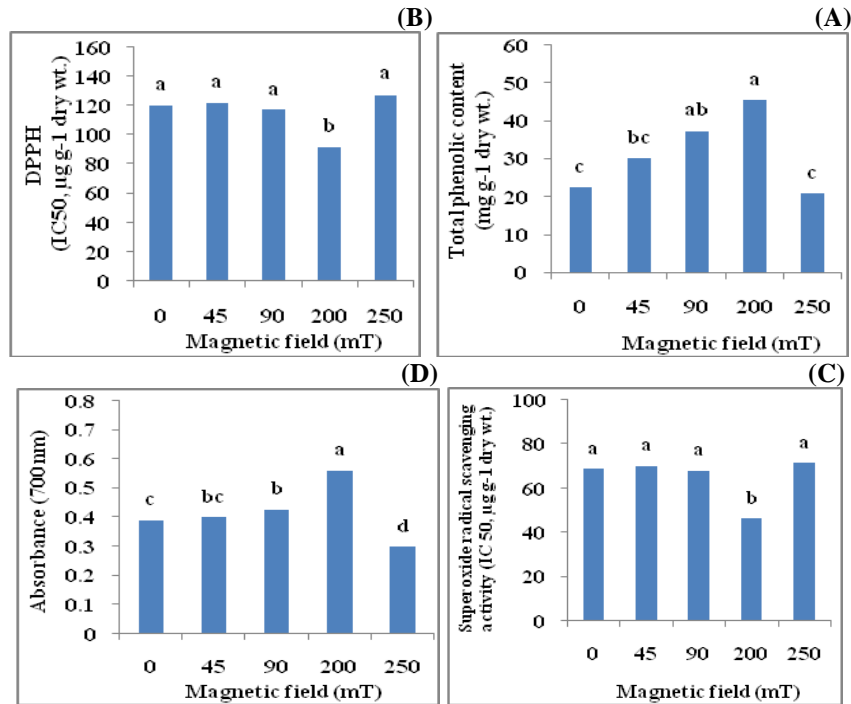 (B)
DPPH
(IC50, µg g-1 dry wt.)
160
140
120
100
80
60
40
20
0
a
a
a
b
a
0 45 90 200 250
Magnetic field (mT)
(A)
Total phenolic content
(mg g-1 dry wt.)
60
50
40
30
20
10
0
c
bc
ab
a
c
0 45 90 200 250
Magnetic field (mT)
(D)
Absorbance (700nm)
0.8
0.7
0.6
0.5
0.4
0.3
0.2
0.1
0
c
bc
b
a
d
0 45 90 200 250
Magnetic field (mT)
(C)
Superoxide radical scavenging
activity (IC 50, µg g-1 dry wt.)
100
80
60
40
20
0
a
a
a
b
a
0 45 90 200 250
Magnetic field (mT)